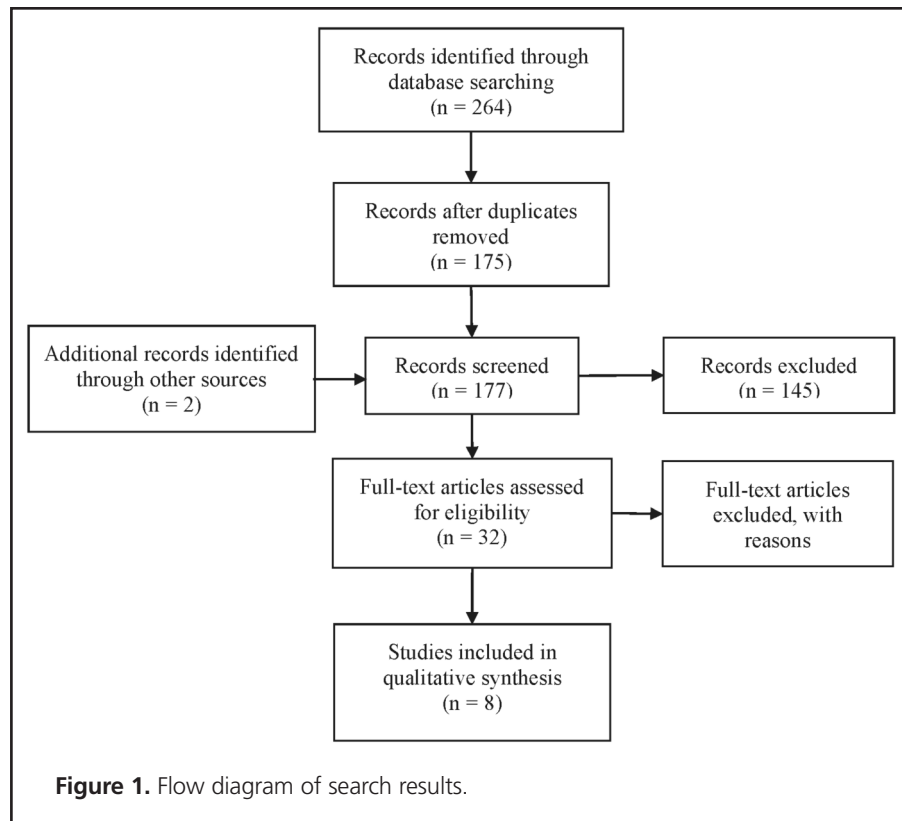 Records identified through
database searching
(n = 264)
Records after duplicates
removed
(n = 175)
Additional records identified
through other sources
(n = 2)
Records screened
(n = 177)
Records excluded
(n = 145)
Full-text articles assessed
for eligibility
(n = 32)
Full-text articles
excluded, with
reasons
Studies included in
qualitative synthesis
(n = 8)
Figure 1. Flow diagram of search results.